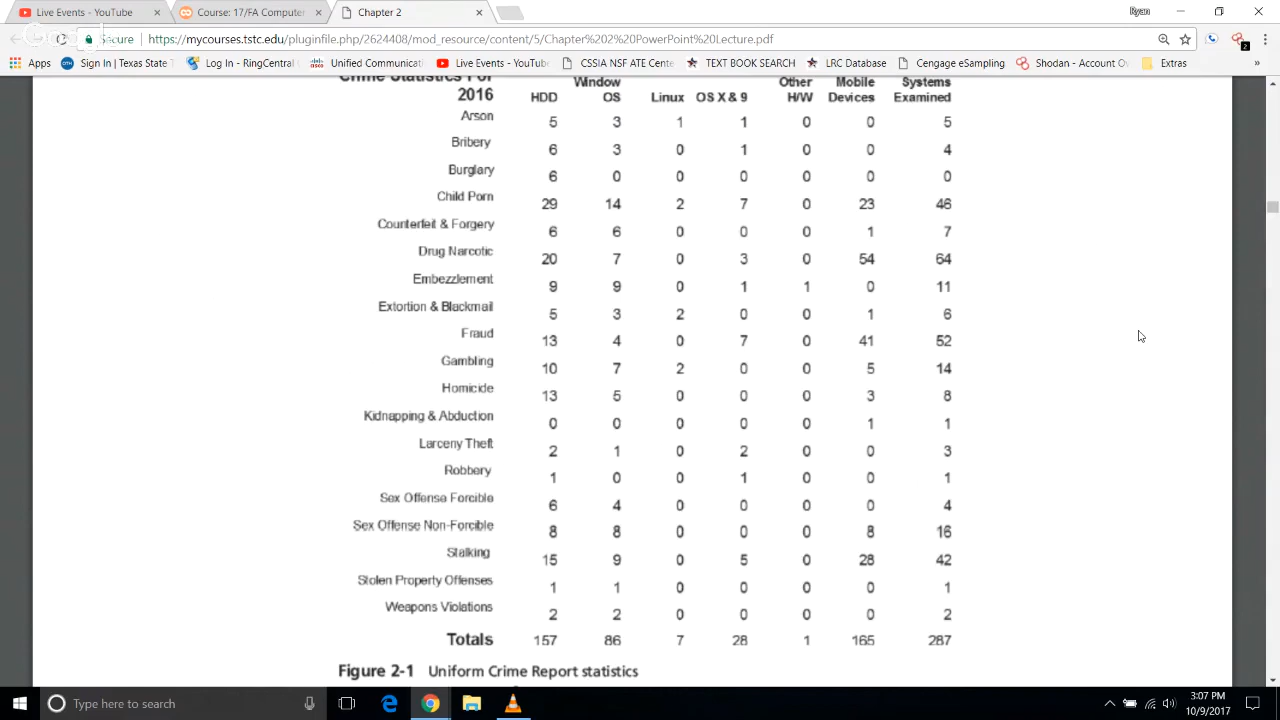 Live Events - YouTube × Course: 17/FA Computer × Chapter 2 × Ryan
https://mycourses.tstc.edu/pluginfile.php/2624408/mod_resource/content/5/Chapter%202%20PowerPoint%20Lecture.pdf
Apps Sign In | Texas State T Log In - RingCentr Unified Communicati Live Events - YouTube CSSIA NSF ATE Cente TEXT BOOK SEARCH LRC Database Cengage eSampling Shodan - Account O Extras »
Crime Statistics For
2016 HDD Window OS Linux OS X & 9 Other H/W Mobile Devices Systems Examined
Arson 5 3 1 1 0 0 5
Bribery 6 3 0 1 0 0 4
Burglary 6 0 0 0 0 0 0
Child Porn 29 14 2 7 0 23 46
Counterfeit & Forgery 6 6 0 0 0 1 7
Drug Narcotic 20 7 0 3 0 54 64
Embezzlement 9 9 0 1 1 0 11
Extortion & Blackmail 5 3 2 0 0 1 6
Fraud 13 4 0 7 0 41 52
Gambling 10 7 2 0 0 5 14
Homicide 13 5 0 0 0 3 8
Kidnapping & Abduction 0 0 0 0 0 1 1
Larceny Theft 2 1 0 2 0 0 3
Robbery 1 0 0 1 0 0 1
Sex Offense Forcible 6 4 0 0 0 0 4
Sex Offense Non-Forcible 8 8 0 0 0 8 16
Stalking 15 9 0 5 0 28 42
Stolen Property Offenses 1 1 0 0 0 0 1
Weapons Violations 2 2 0 0 0 0 2
Totals 157 86 7 28 1 165 287
Figure 2-1 Uniform Crime Report statistics
Type here to search
3:07 PM
10/9/2017